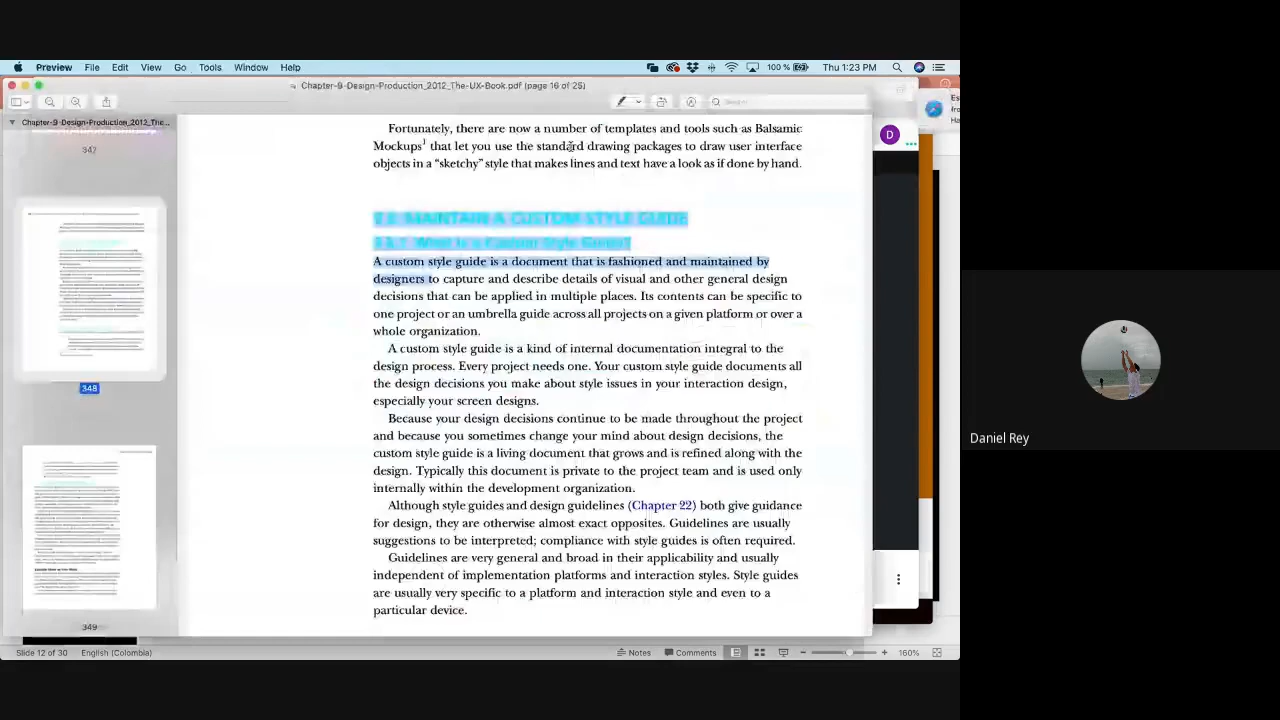 Preview File Edit View Go Tools Window Help
100 % Thu 1:23 PM
Chapter-9-Design-Production_2012_The-UX-Book.pdf (page 16 of 25)
Search
Chapter-9-Design-Production_2012_The...
347
348
349
Fortunately, there are now a number of templates and tools such as Balsamic
Mockups¹ that let you use the standard drawing packages to draw user interface
objects in a “sketchy” style that makes lines and text have a look as if done by hand.
MAINTAIN A CUSTOM STYLE GUIDE
What Is a Custom Style Guide?
A custom style guide is a document that is fashioned and maintained by
designers to capture and describe details of visual and other general design
decisions that can be applied in multiple places. Its contents can be specific to
one project or an umbrella guide across all projects on a given platform or over a
whole organization.
A custom style guide is a kind of internal documentation integral to the
design process. Every project needs one. Your custom style guide documents all
the design decisions you make about style issues in your interaction design,
especially your screen designs.
Because your design decisions continue to be made throughout the project
and because you sometimes change your mind about design decisions, the
custom style guide is a living document that grows and is refined along with the
design. Typically this document is private to the project team and is used only
internally within the development organization.
Although style guides and design guidelines (Chapter 22) both give guidance
for design, they are otherwise almost exact opposites. Guidelines are usually
suggestions to be interpreted; compliance with style guides is often required.
Guidelines are very general and broad in their applicability and usually
independent of implementation platforms and interaction styles. Style guides
are usually very specific to a platform and interaction style and even to a
particular device.
D
Daniel Rey
Slide 12 of 30 English (Colombia) Notes Comments 160%